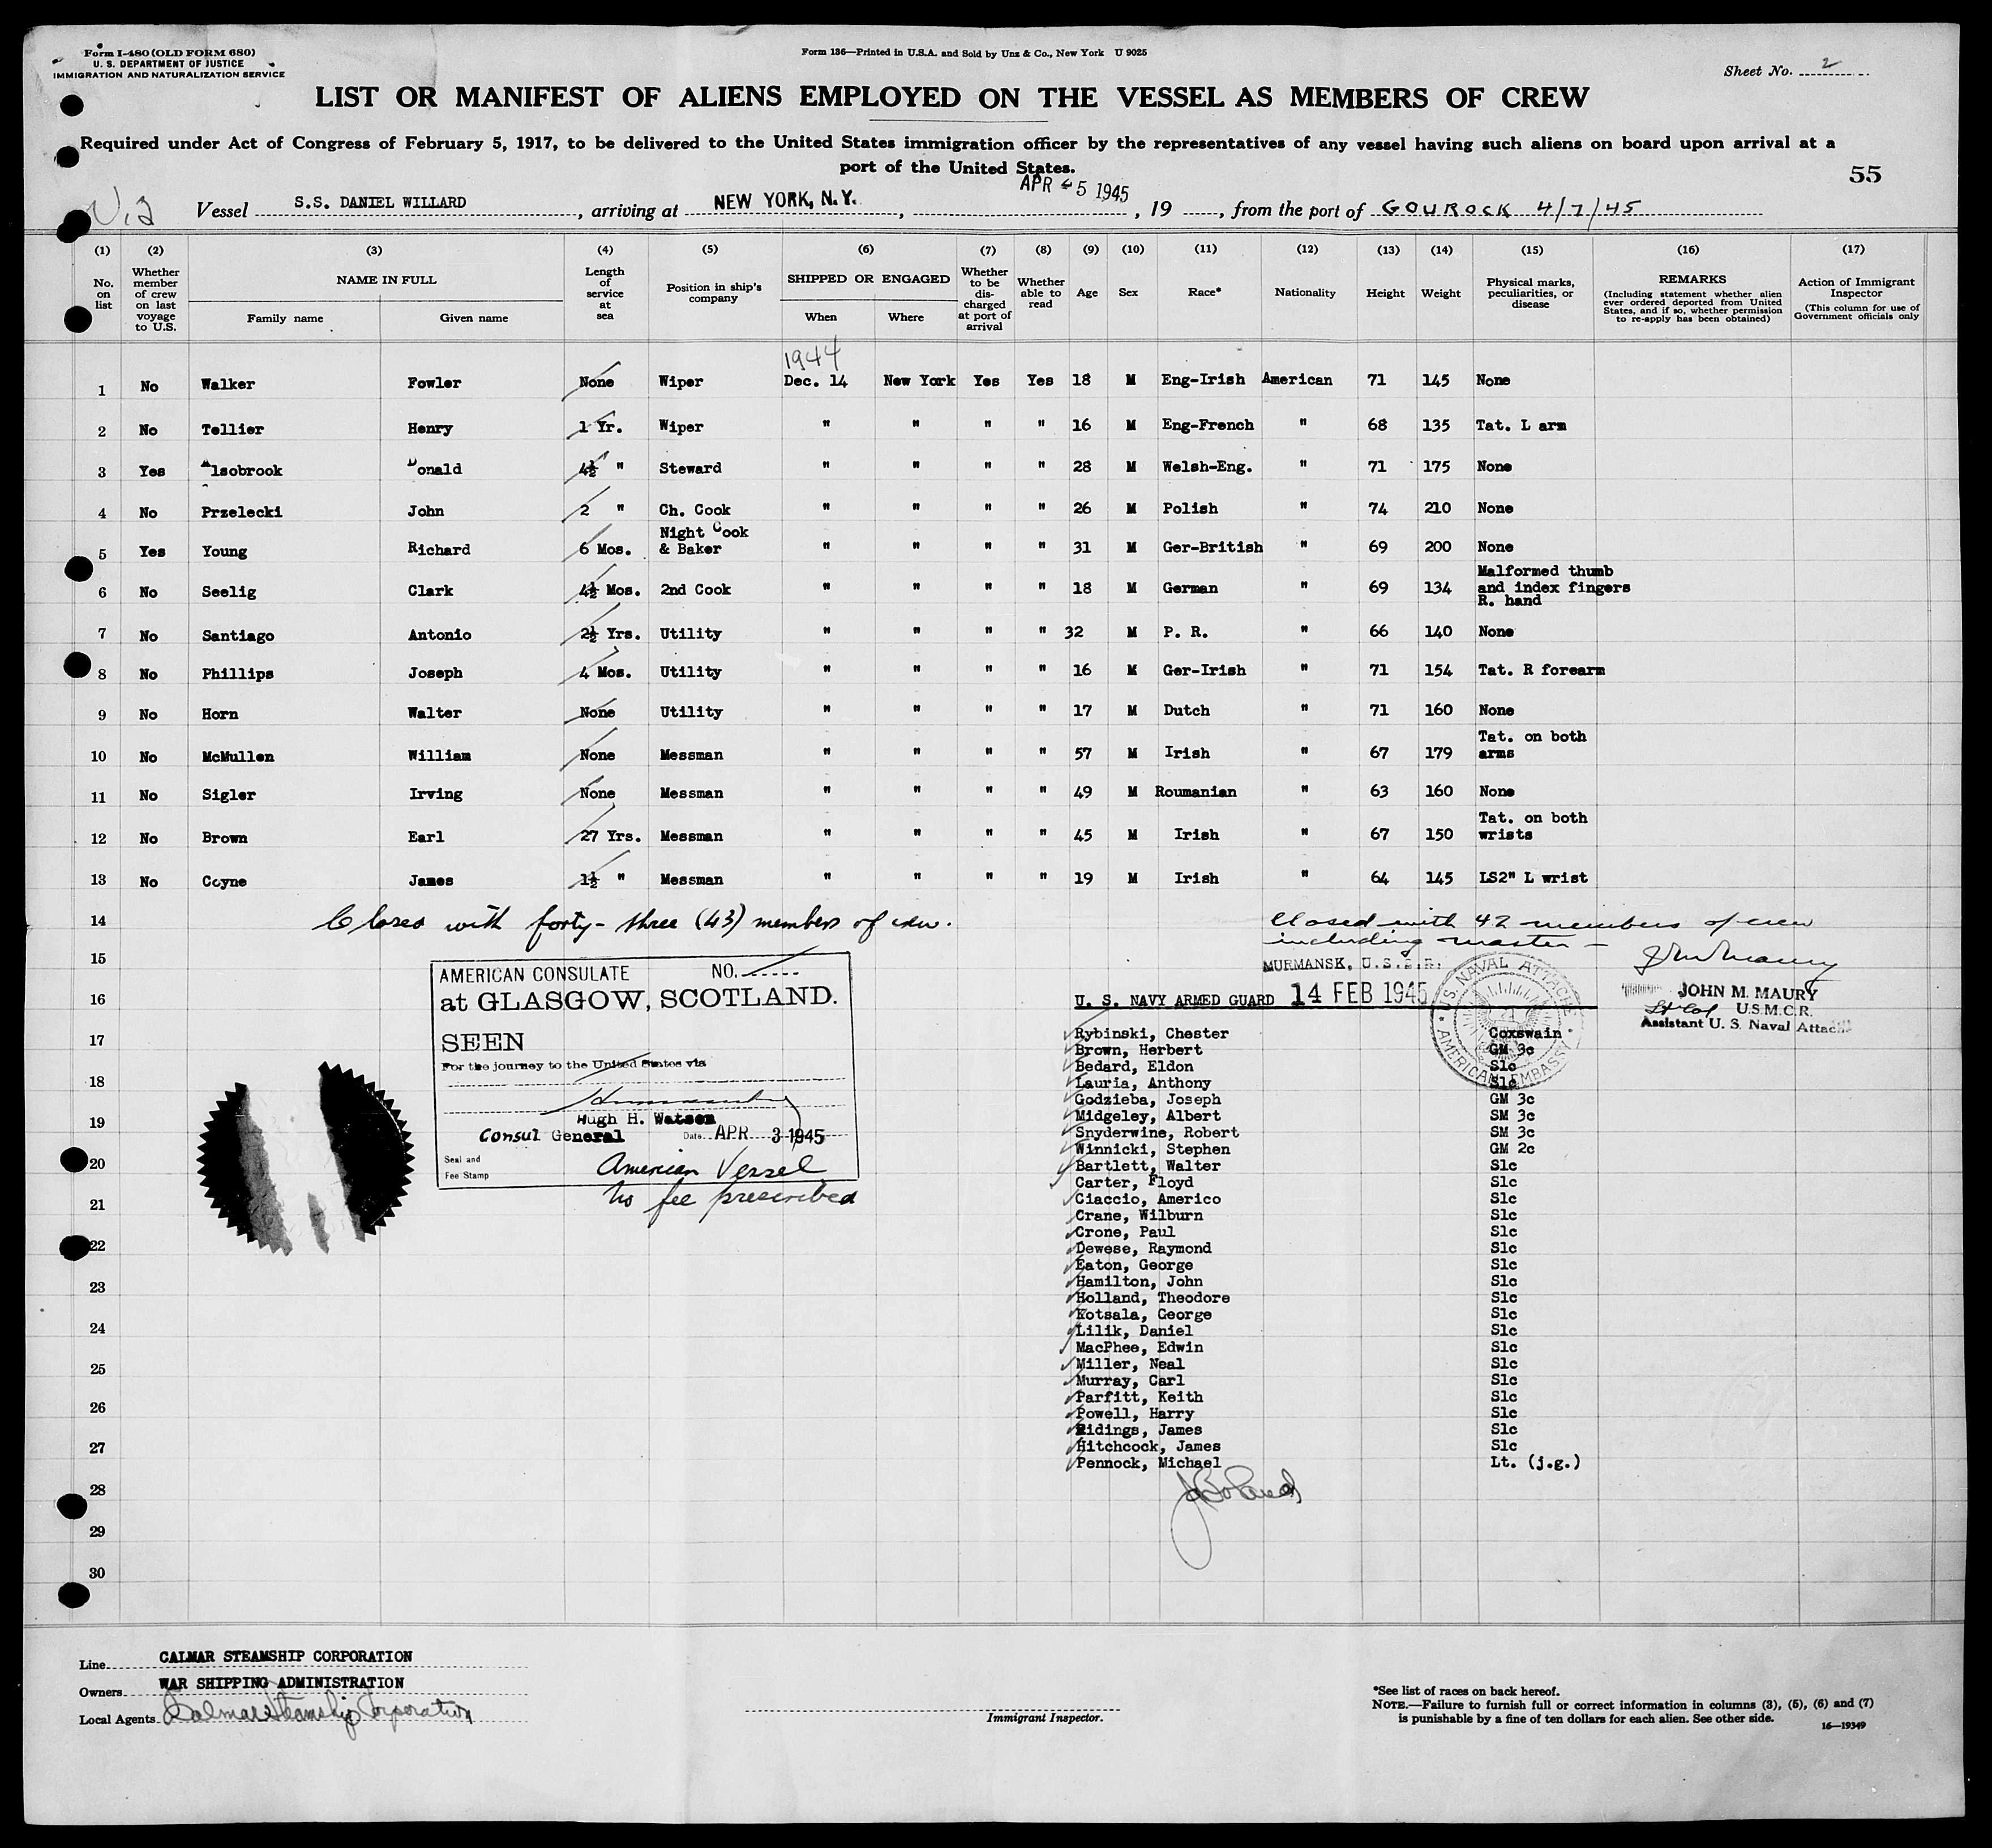 Form I-480 (OLD FORM 680)
U. S. DEPARTMENT OF JUSTICE
IMMIGRATION AND NATURALIZATION SERVICE
Form 136—Printed in U.S.A. and Sold by Unz & Co., New York U 9025
Sheet No. 2
LIST OR MANIFEST OF ALIENS EMPLOYED ON THE VESSEL AS MEMBERS OF CREW
Required under Act of Congress of February 5, 1917, to be delivered to the United States immigration officer by the representatives of any vessel having such aliens on board upon arrival at a
port of the United States.
55
Vessel S.S. DANIEL WILLARD, arriving at NEW YORK, N.Y., APR 25 1945, 19, from the port of GOUROCK 4/7/45
(1) (2) (3) (4) (5) (6) (7) (8) (9) (10) (11) (12) (13) (14) (15) (16) (17)
No. on list
Whether member of crew on last voyage to U.S.
NAME IN FULL
Family name
Given name
Length of service at sea
Position in ship's company
SHIPPED OR ENGAGED
When
Where
Whether to be discharged at port of arrival
Whether able to read
Age
Sex
Race*
Nationality
Height
Weight
Physical marks, peculiarities, or disease
REMARKS
(Including statement whether alien ever ordered deported from United States, and if so, whether permission to re-apply has been obtained)
Action of Immigrant Inspector
(This column for use of Government officials only
1944
1 No Walker Fowler None Wiper Dec. 14 New York Yes Yes 18 M Eng-Irish American 71 145 None
2 No Tellier Henry 1 Yr. Wiper " " " " 16 M Eng-French " 68 135 Tat. L arm
3 Yes Alsobrook Donald 4½ " Steward " " " " 28 M Welsh-Eng. " 71 175 None
4 No Przelecki John 2 " Ch. Cook " " " " 26 M Polish " 74 210 None
5 Yes Young Richard 6 Mos. Night Cook & Baker " " " " 31 M Ger-British " 69 200 None
6 No Seelig Clark 4½ Mos. 2nd Cook " " " " 18 M German " 69 134 Malformed thumb and index fingers R. hand
7 No Santiago Antonio 2½ Yrs. Utility " " " " 32 M P. R. " 66 140 None
8 No Phillips Joseph 4 Mos. Utility " " " " 16 M Ger-Irish " 71 154 Tat. R forearm
9 No Horn Walter None Utility " " " " 17 M Dutch " 71 160 None
10 No McMullen William None Messman " " " " 57 M Irish " 67 179 Tat. on both arms
11 No Sigler Irving None Messman " " " " 49 M Roumanian " 63 160 None
12 No Brown Earl 27 Yrs. Messman " " " " 45 M Irish " 67 150 Tat. on both wrists
13 No Coyne James 1½ " Messman " " " " 19 M Irish " 64 145 LS2" L wrist
14
15
16
17
18
19
20
21
22
23
24
25
26
27
28
29
30
Closed with forty-three (43) members of crew.
AMERICAN CONSULATE NO.
at GLASGOW, SCOTLAND.
SEEN
For the journey to the United States via
Hugh H. Watson
Consul General Date APR 3 1945
Seal and
Fee Stamp
American Vessel
No fee prescribed
Closed with 42 members of crew
including master —
MURMANSK, U.S.S.R.
14 FEB 1945
U.S. NAVAL ATTACHE
AMERICAN EMBASSY
JOHN M. MAURY
Lt Col U.S.M.C.R.
Assistant U. S. Naval Attache
U. S. NAVY ARMED GUARD
Rybinski, Chester Coxswain
Brown, Herbert GM 3c
Bedard, Eldon S1c
Lauria, Anthony S1c
Godzieba, Joseph GM 3c
Midgeley, Albert SM 3c
Snyderwine, Robert SM 3c
Winnicki, Stephen GM 2c
Bartlett, Walter S1c
Carter, Floyd S1c
Ciaccio, Americo S1c
Crane, Wilburn S1c
Crone, Paul S1c
Dewese, Raymond S1c
Eaton, George S1c
Hamilton, John S1c
Holland, Theodore S1c
Kotsala, George S1c
Lilik, Daniel S1c
MacPhee, Edwin S1c
Miller, Neal S1c
Murray, Carl S1c
Parfitt, Keith S1c
Powell, Harry S1c
Ridings, James S1c
Hitchcock, James S1c
Pennock, Michael Lt. (j.g.)
Line CALMAR STEAMSHIP CORPORATION
Owners WAR SHIPPING ADMINISTRATION
Local Agents Calmar Steamship Corporation
Immigrant Inspector.
*See list of races on back hereof.
NOTE.—Failure to furnish full or correct information in columns (3), (5), (6) and (7)
is punishable by a fine of ten dollars for each alien. See other side.
16—19349